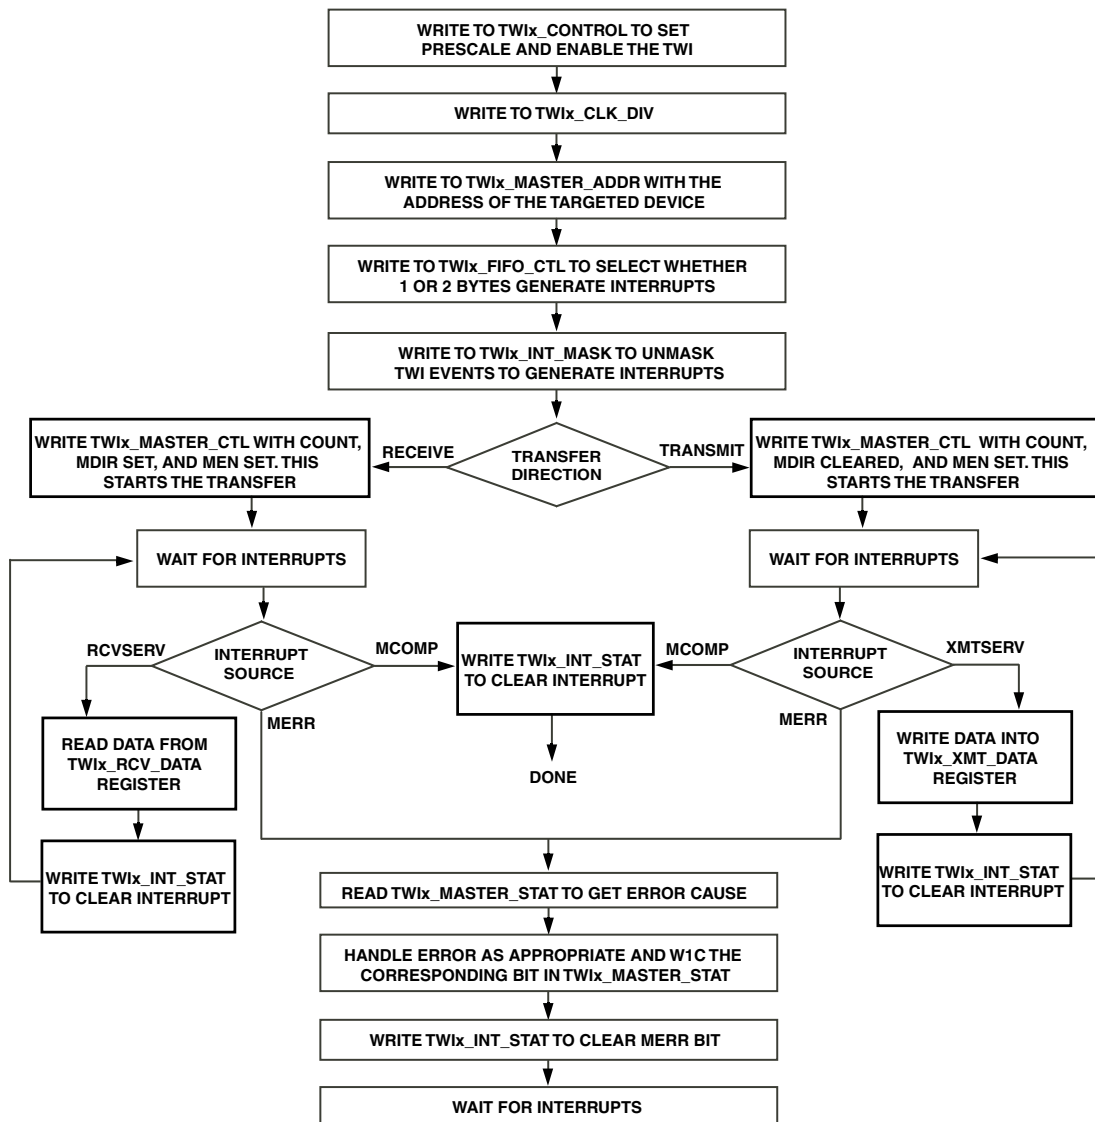 WRITE TO TWIx_CONTROL TO SET
PRESCALE AND ENABLE THE TWI
WRITE TO TWIx_CLK_DIV
WRITE TO TWIx_MASTER_ADDR WITH THE
ADDRESS OF THE TARGETED DEVICE
WRITE TO TWIx_FIFO_CTL TO SELECT WHETHER
1 OR 2 BYTES GENERATE INTERRUPTS
WRITE TO TWIx_INT_MASK TO UNMASK
TWI EVENTS TO GENERATE INTERRUPTS
WRITE TWIx_MASTER_CTL WITH COUNT,
MDIR SET, AND MEN SET. THIS
STARTS THE TRANSFER
RECEIVE
TRANSFER
DIRECTION
TRANSMIT
WRITE TWIx_MASTER_CTL WITH COUNT,
MDIR CLEARED, AND MEN SET. THIS
STARTS THE TRANSFER
WAIT FOR INTERRUPTS
WAIT FOR INTERRUPTS
RCVSERV
INTERRUPT
SOURCE
MCOMP
MERR
WRITE TWIx_INT_STAT
TO CLEAR INTERRUPT
MCOMP
INTERRUPT
SOURCE
XMTSERV
MERR
READ DATA FROM
TWIx_RCV_DATA
REGISTER
DONE
WRITE DATA INTO
TWIx_XMT_DATA
REGISTER
WRITE TWIx_INT_STAT
TO CLEAR INTERRUPT
WRITE TWIx_INT_STAT
TO CLEAR INTERRUPT
READ TWIx_MASTER_STAT TO GET ERROR CAUSE
HANDLE ERROR AS APPROPRIATE AND W1C THE
CORRESPONDING BIT IN TWIx_MASTER_STAT
WRITE TWIx_INT_STAT TO CLEAR MERR BIT
WAIT FOR INTERRUPTS